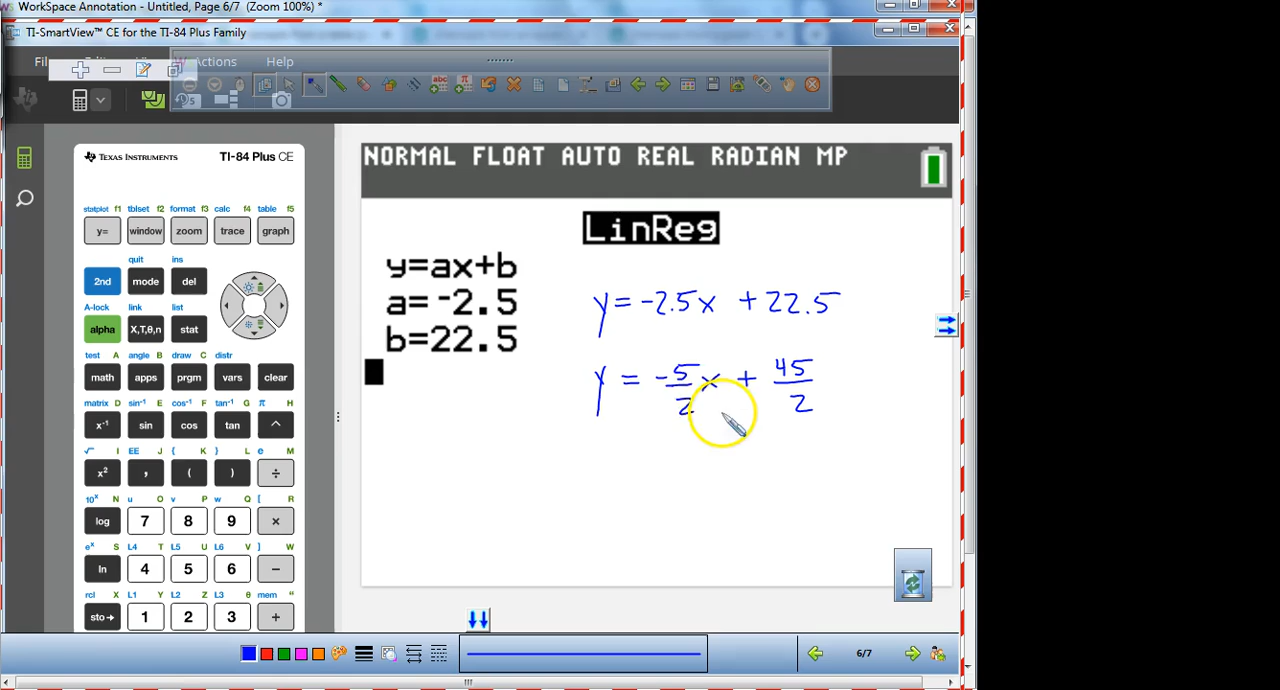 WorkSpace Annotation - Untitled, Page 6/7 (Zoom 100%) *
TI-SmartView™ CE for the TI-84 Plus Family
Actions
Help
TEXAS INSTRUMENTS
TI-84 Plus CE
statplot f1 tblset f2 format f3 calc f4 table f5
y= window zoom trace graph
quit ins
2nd mode del
A-lock link list
alpha X,T,θ,n stat
test A angle B draw C distr
math apps prgm vars clear
matrix D sin⁻¹ E cos⁻¹ F tan⁻¹ G π H
x⁻¹ sin cos tan ^
√ I EE J { K } L e M
x² , ( ) ÷
10ˣ N u O v P w Q [ R
log 7 8 9 ×
eˣ S L4 T L5 U L6 V ] W
ln 4 5 6 −
rcl X L1 Y L2 Z L3 θ mem "
sto→ 1 2 3 +
NORMAL FLOAT AUTO REAL RADIAN MP
LinReg
y=ax+b
a=-2.5
b=22.5
y = -2.5x + 22.5
y = -5/2 x + 45/2
6/7